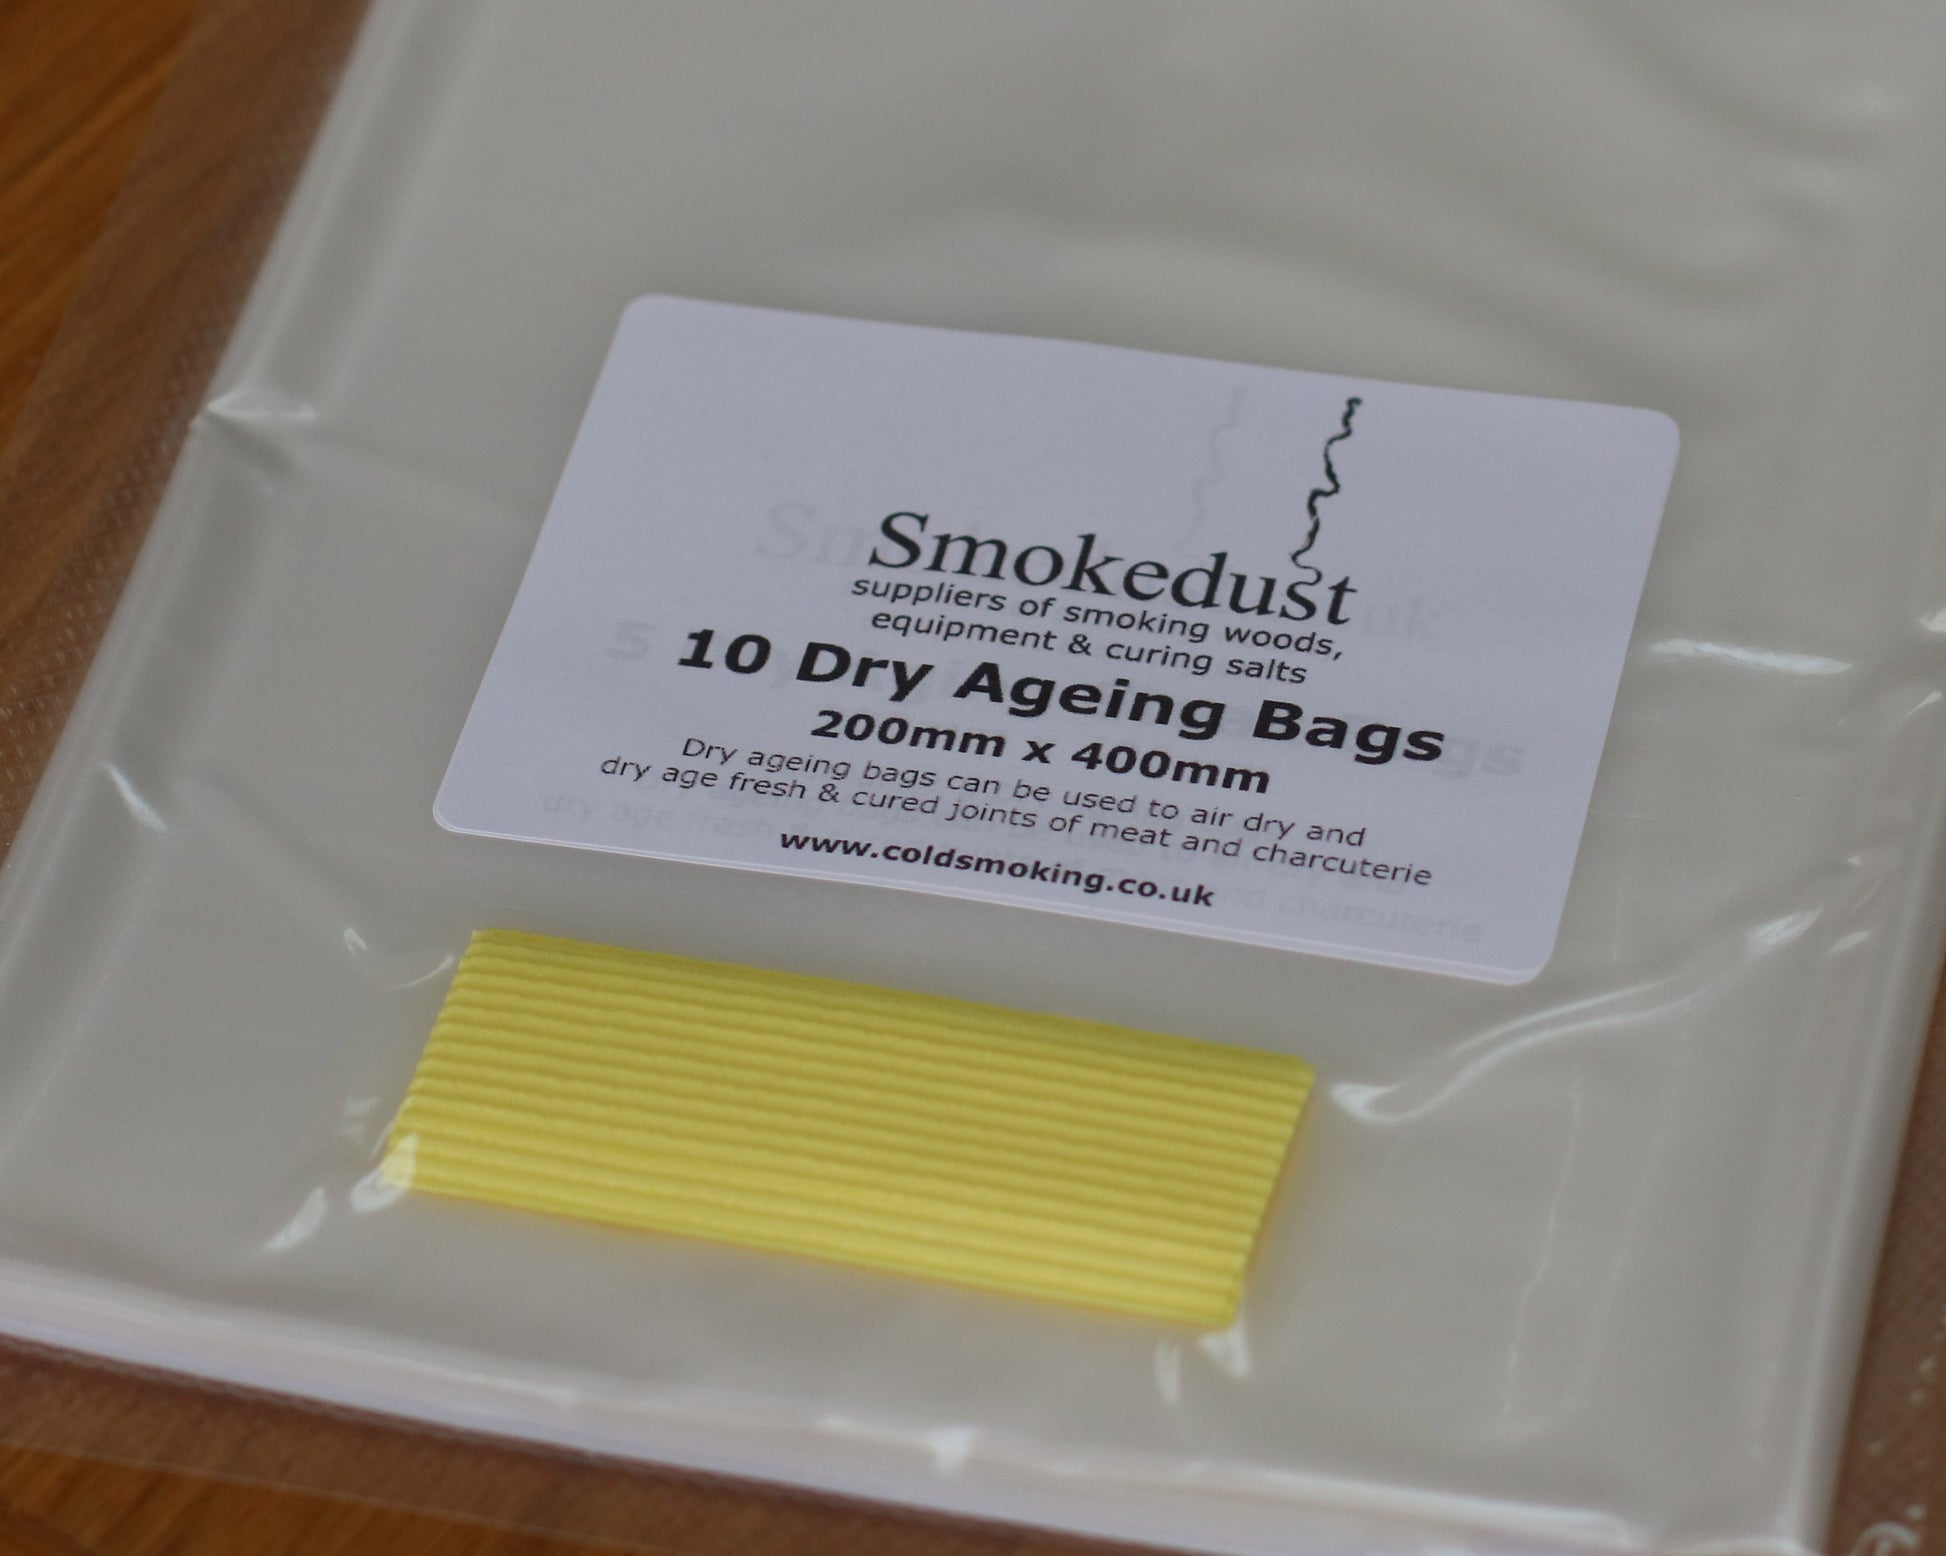 Smokedust
suppliers of smoking woods,
equipment & curing salts
10 Dry Ageing Bags
200mm x 400mm
Dry ageing bags can be used to air dry and
dry age fresh & cured joints of meat and charcuterie
www.coldsmoking.co.uk